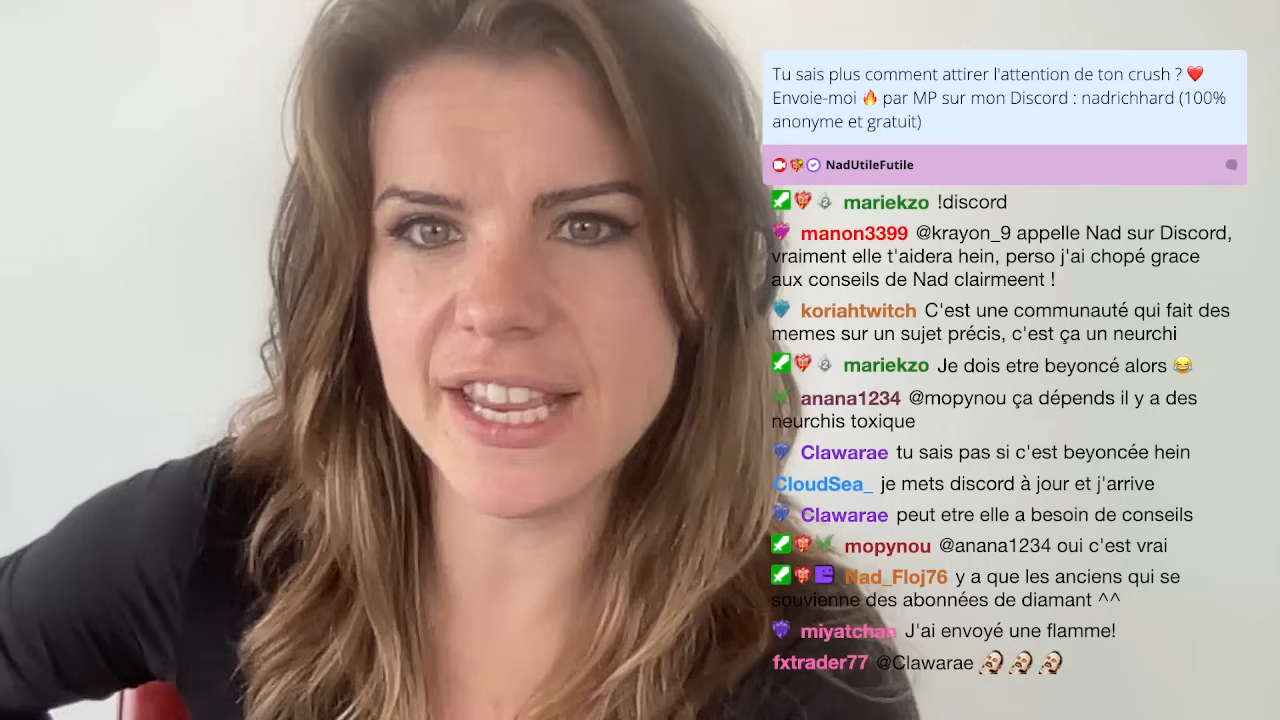 Tu sais plus comment attirer l'attention de ton crush ? ❤️
Envoie-moi 🔥 par MP sur mon Discord : nadrichhard (100%
anonyme et gratuit)
NadUtileFutile
mariekzo !discord
manon3399 @krayon_9 appelle Nad sur Discord,
vraiment elle t'aidera hein, perso j'ai chopé grace
aux conseils de Nad clairmeent !
koriahtwitch C'est une communauté qui fait des
memes sur un sujet précis, c'est ça un neurchi
mariekzo Je dois etre beyoncé alors 😂
anana1234 @mopynou ça dépends il y a des
neurchis toxique
Clawarae tu sais pas si c'est beyoncée hein
CloudSea_ je mets discord à jour et j'arrive
Clawarae peut etre elle a besoin de conseils
mopynou @anana1234 oui c'est vrai
Nad_Floj76 y a que les anciens qui se
souvienne des abonnées de diamant ^^
miyatchan J'ai envoyé une flamme!
fxtrader77 @Clawarae